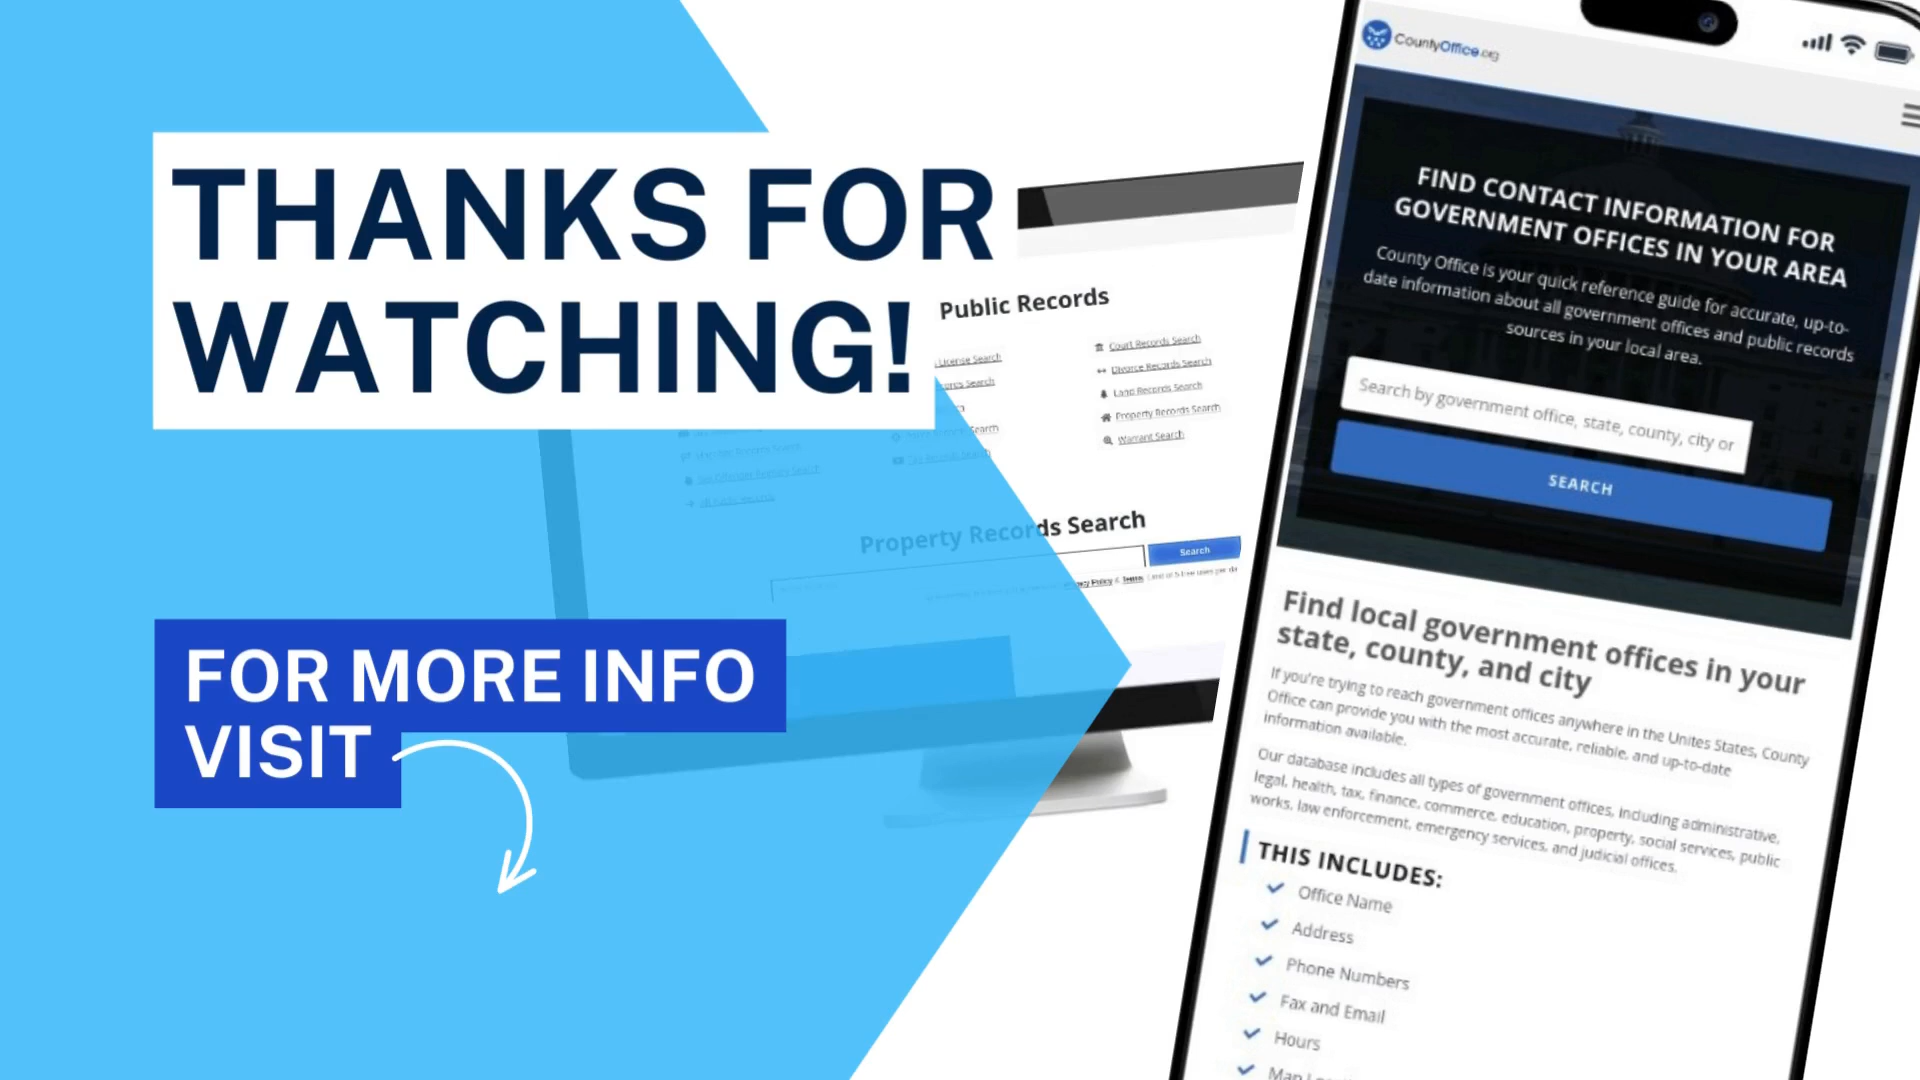 THANKS FOR
WATCHING!
FOR MORE INFO
VISIT
Public Records
License Search
Search
Search
Court Records Search
Divorce Records Search
Land Records Search
Property Records Search
Warrant Search
Property Records Search
Search
Policy & Terms
CountyOffice.org
FIND CONTACT INFORMATION FOR
GOVERNMENT OFFICES IN YOUR AREA
County Office is your quick reference guide for accurate, up-to-
date information about all government offices and public records
sources in your local area.
Search by government office, state, county, city or
SEARCH
Find local government offices in your
state, county, and city
If you're trying to reach government offices anywhere in the Unites States, County
Office can provide you with the most accurate, reliable, and up-to-date
information available.
Our database includes all types of government offices, including administrative,
legal, health, tax, finance, commerce, education, property, social services, public
works, law enforcement, emergency services, and judicial offices.
THIS INCLUDES:
Office Name
Address
Phone Numbers
Fax and Email
Hours
Map